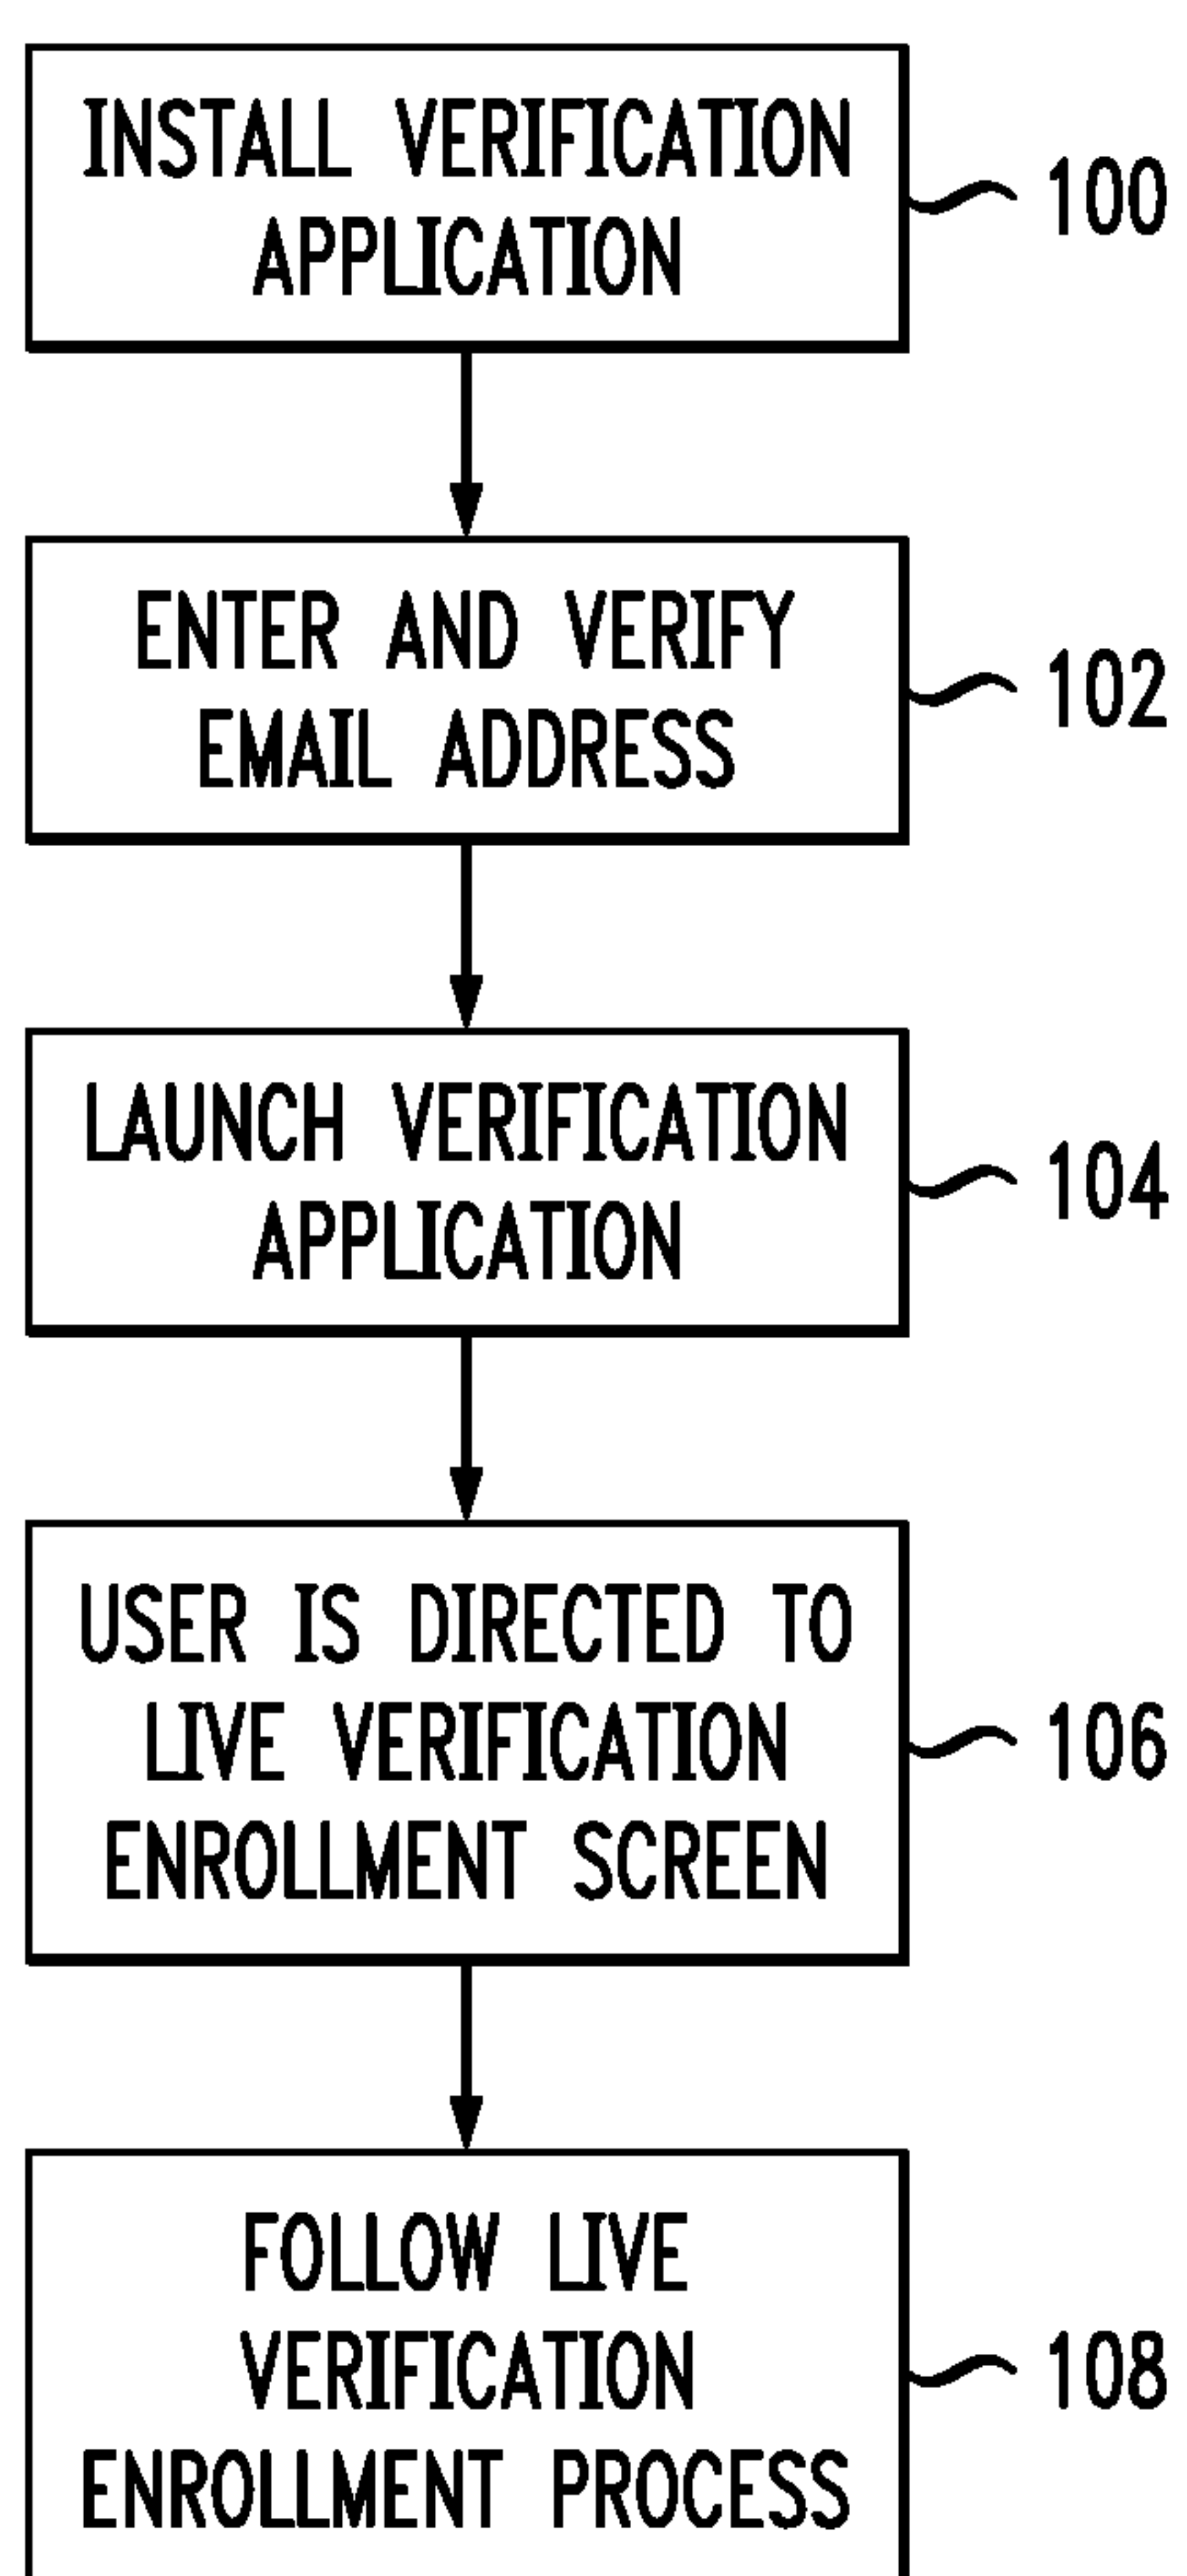 INSTALL VERIFICATION
APPLICATION
100
ENTER AND VERIFY
EMAIL ADDRESS
102
LAUNCH VERIFICATION
APPLICATION
104
USER IS DIRECTED TO
LIVE VERIFICATION
ENROLLMENT SCREEN
106
FOLLOW LIVE
VERIFICATION
ENROLLMENT PROCESS
108